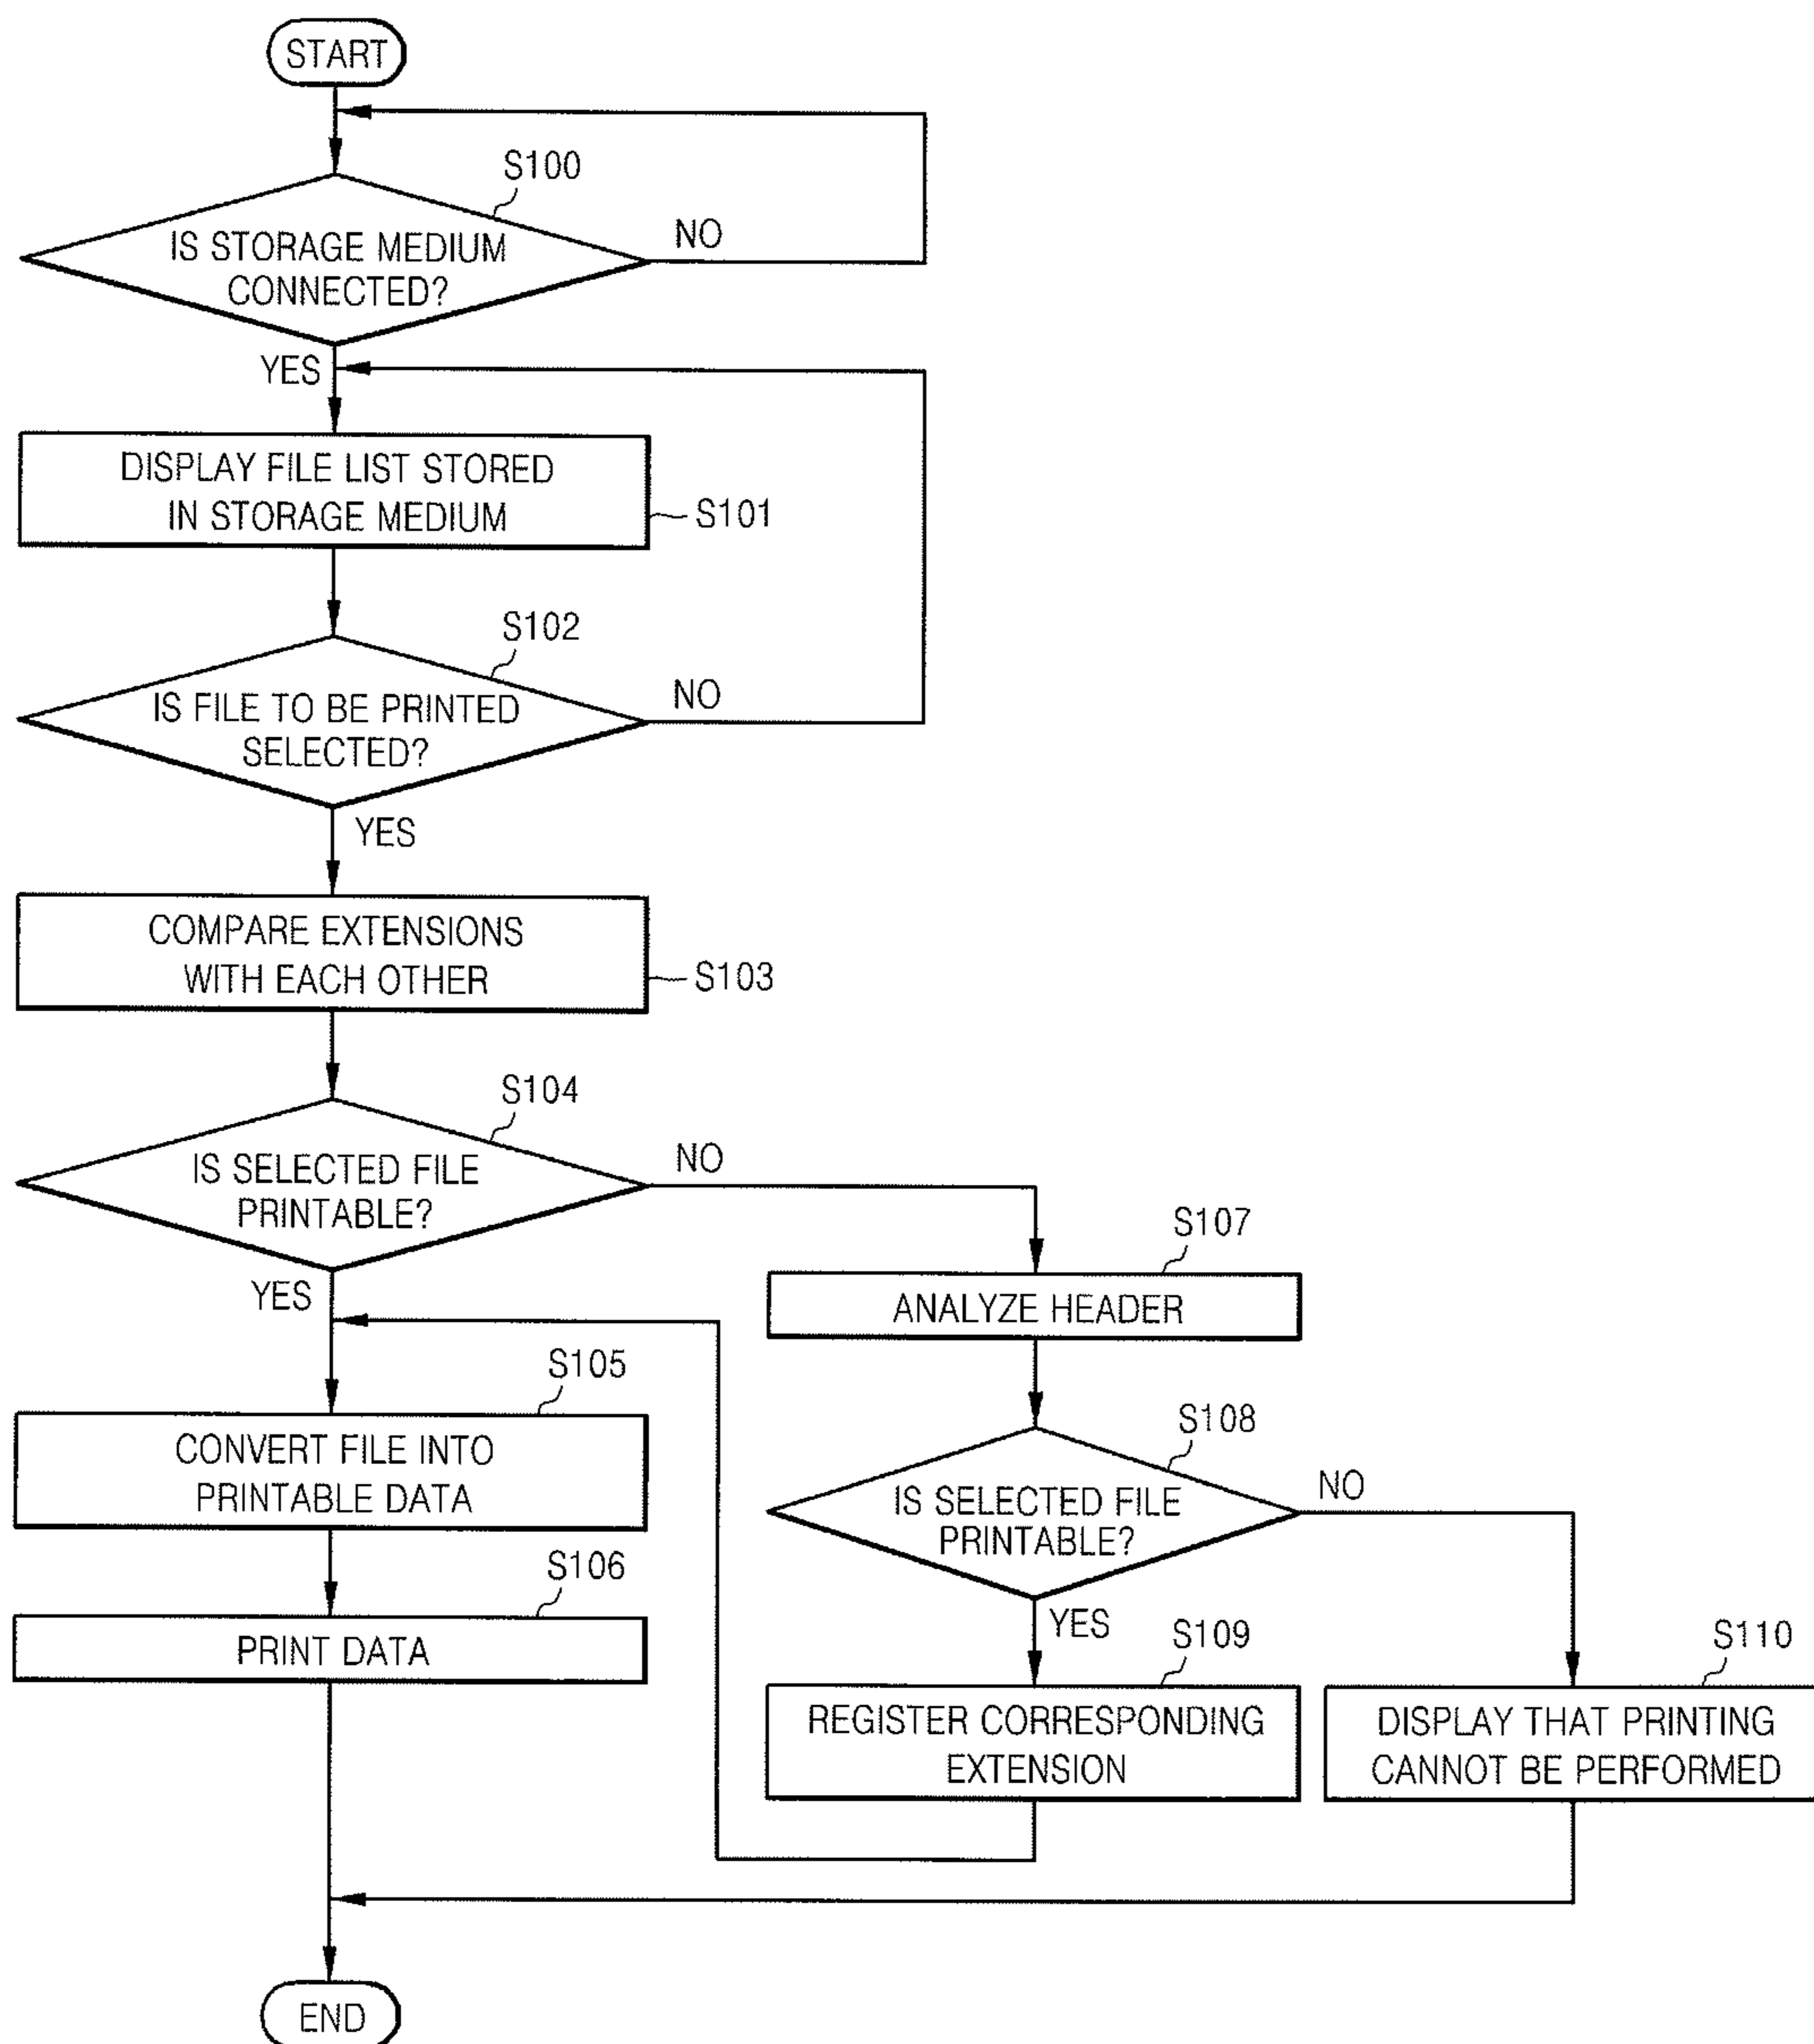 START
S100
IS STORAGE MEDIUM
CONNECTED?
NO
YES
DISPLAY FILE LIST STORED
IN STORAGE MEDIUM
S101
S102
IS FILE TO BE PRINTED
SELECTED?
NO
YES
COMPARE EXTENSIONS
WITH EACH OTHER
S103
S104
IS SELECTED FILE
PRINTABLE?
NO
YES
S107
ANALYZE HEADER
S105
CONVERT FILE INTO
PRINTABLE DATA
S108
IS SELECTED FILE
PRINTABLE?
NO
YES
S106
PRINT DATA
S109
REGISTER CORRESPONDING
EXTENSION
S110
DISPLAY THAT PRINTING
CANNOT BE PERFORMED
END